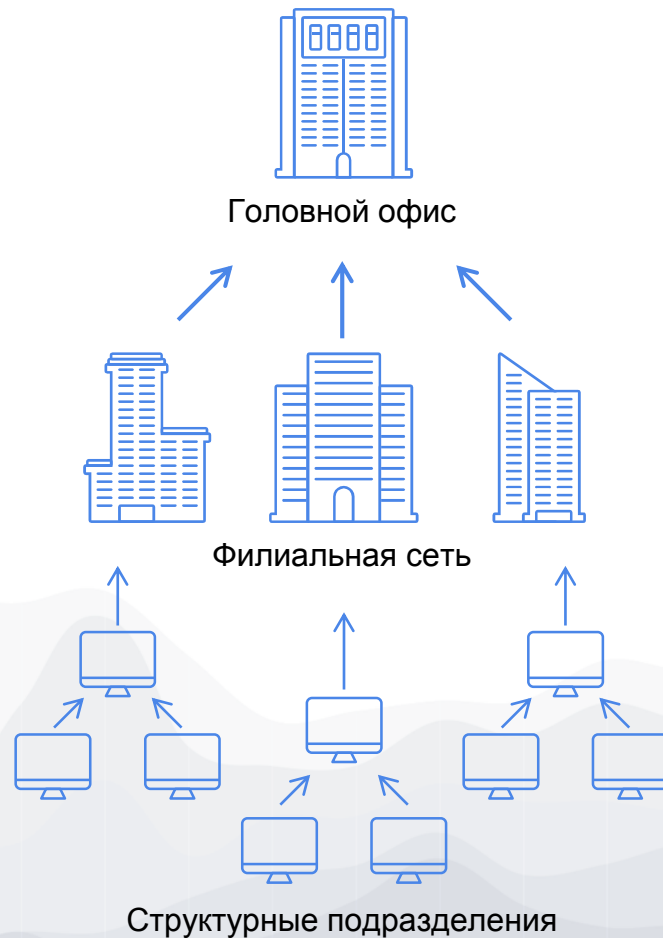 Головной офис
Филиальная сеть
Структурные подразделения